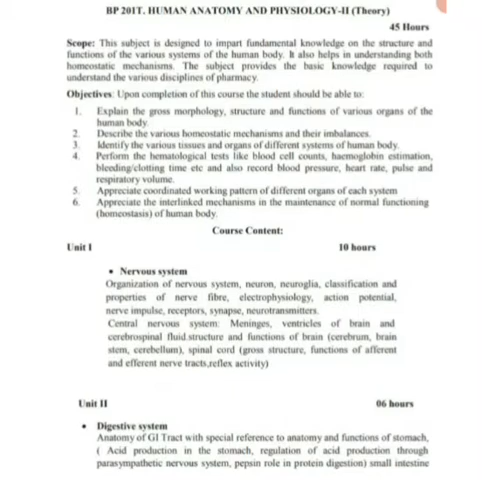 BP 201T. HUMAN ANATOMY AND PHYSIOLOGY-II (Theory)
45 Hours
Scope: This subject is designed to impart fundamental knowledge on the structure and
functions of the various systems of the human body. It also helps in understanding both
homeostatic mechanisms. The subject provides the basic knowledge required to
understand the various disciplines of pharmacy.
Objectives: Upon completion of this course the student should be able to:
1. Explain the gross morphology, structure and functions of various organs of the
human body.
2. Describe the various homeostatic mechanisms and their imbalances.
3. Identify the various tissues and organs of different systems of human body.
4. Perform the hematological tests like blood cell counts, haemoglobin estimation,
bleeding/clotting time etc and also record blood pressure, heart rate, pulse and
respiratory volume.
5. Appreciate coordinated working pattern of different organs of each system
6. Appreciate the interlinked mechanisms in the maintenance of normal functioning
(homeostasis) of human body.
Course Content:
Unit I 10 hours
• Nervous system
Organization of nervous system, neuron, neuroglia, classification and
properties of nerve fibre, electrophysiology, action potential,
nerve impulse, receptors, synapse, neurotransmitters.
Central nervous system: Meninges, ventricles of brain and
cerebrospinal fluid.structure and functions of brain (cerebrum, brain
stem, cerebellum), spinal cord (gross structure, functions of afferent
and efferent nerve tracts,reflex activity)
Unit II 06 hours
• Digestive system
Anatomy of GI Tract with special reference to anatomy and functions of stomach,
( Acid production in the stomach, regulation of acid production through
parasympathetic nervous system, pepsin role in protein digestion) small intestine